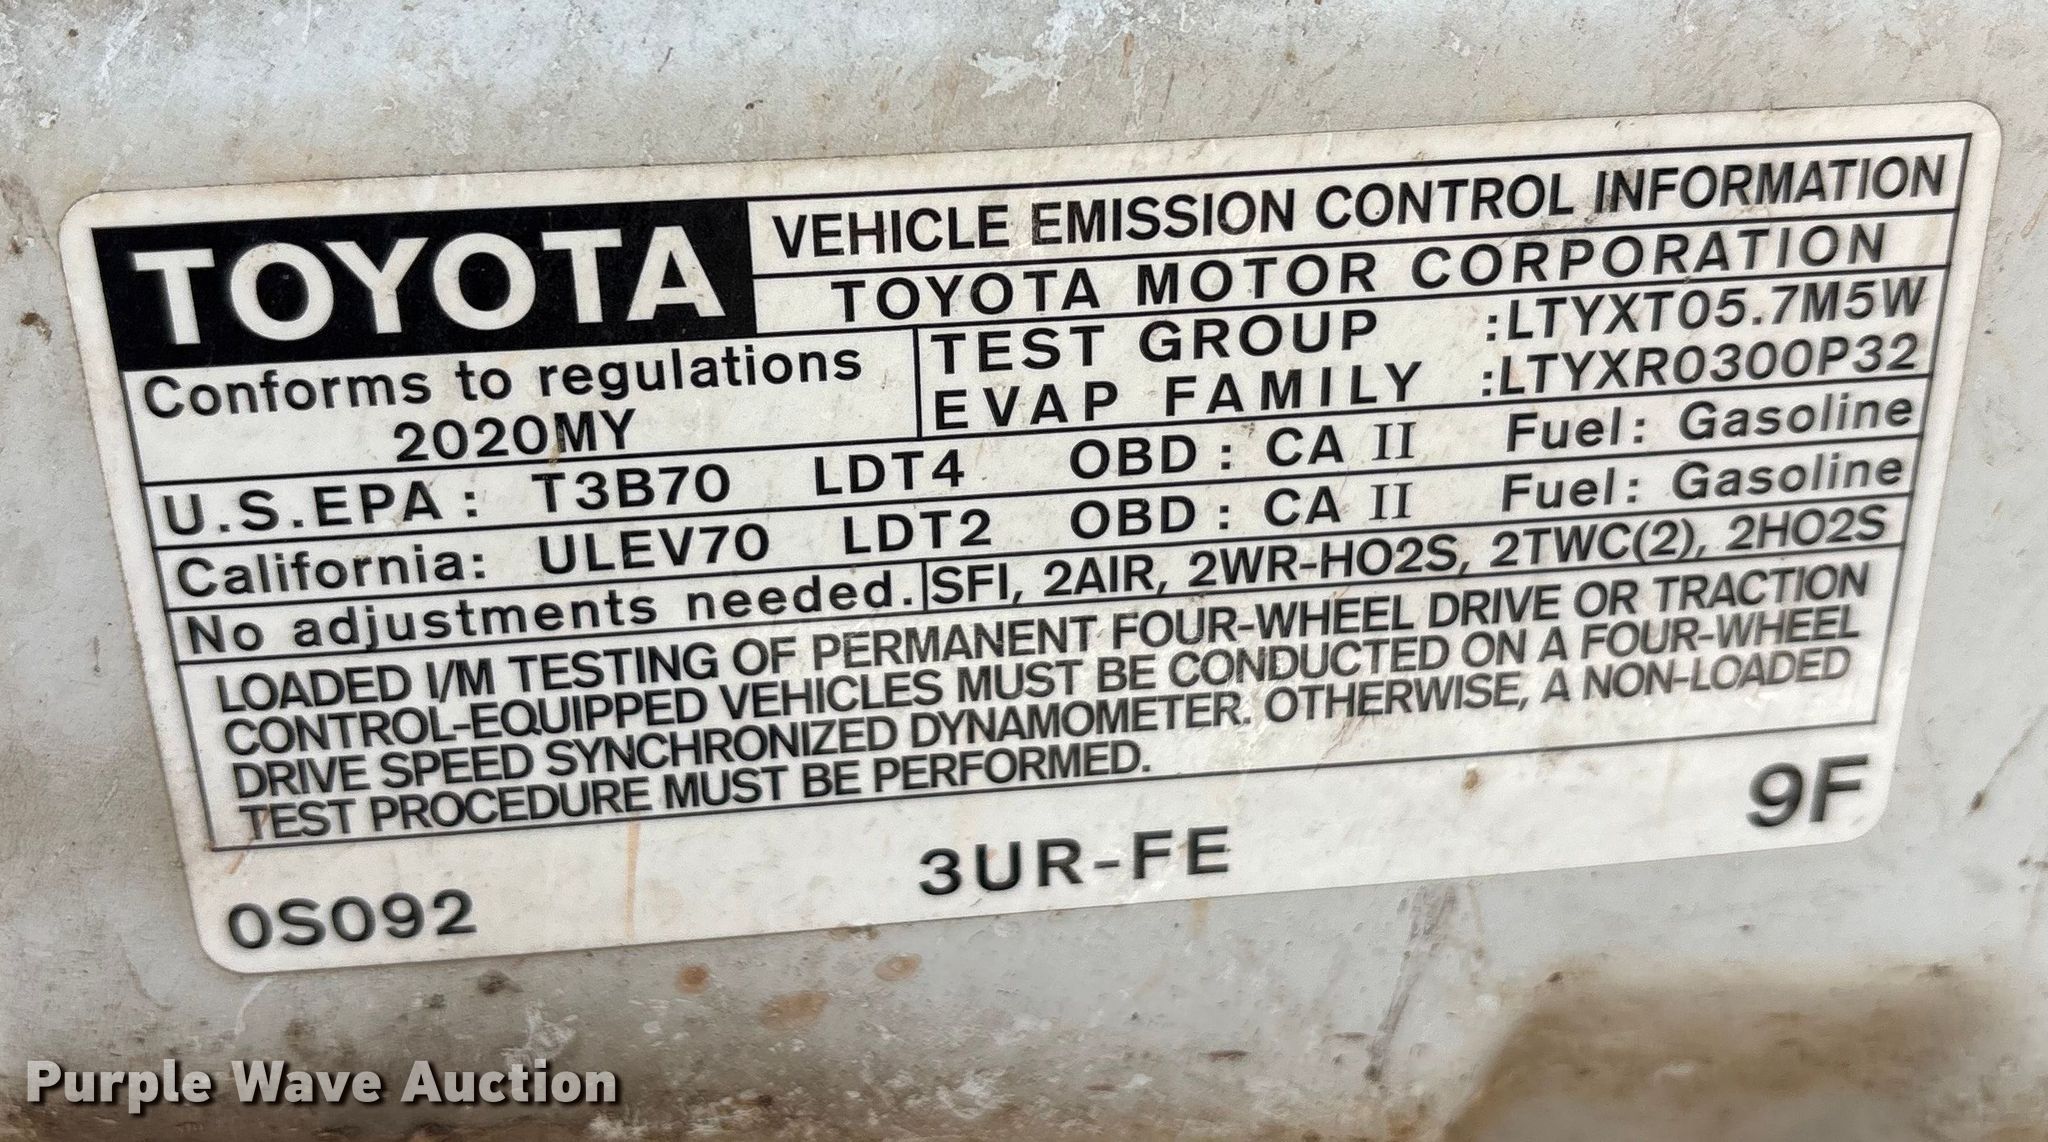 TOYOTA
VEHICLE EMISSION CONTROL INFORMATION
TOYOTA MOTOR CORPORATION
Conforms to regulations
2020MY
TEST GROUP :LTYXT05.7M5W
EVAP FAMILY :LTYXR0300P32
U.S.EPA: T3B70 LDT4 OBD: CA II Fuel: Gasoline
California: ULEV70 LDT2 OBD: CA II Fuel: Gasoline
No adjustments needed. SFI, 2AIR, 2WR-HO2S, 2TWC(2), 2HO2S
LOADED I/M TESTING OF PERMANENT FOUR-WHEEL DRIVE OR TRACTION
CONTROL-EQUIPPED VEHICLES MUST BE CONDUCTED ON A FOUR-WHEEL
DRIVE SPEED SYNCHRONIZED DYNAMOMETER. OTHERWISE, A NON-LOADED
TEST PROCEDURE MUST BE PERFORMED.
0S092 3UR-FE 9F
Purple Wave Auction